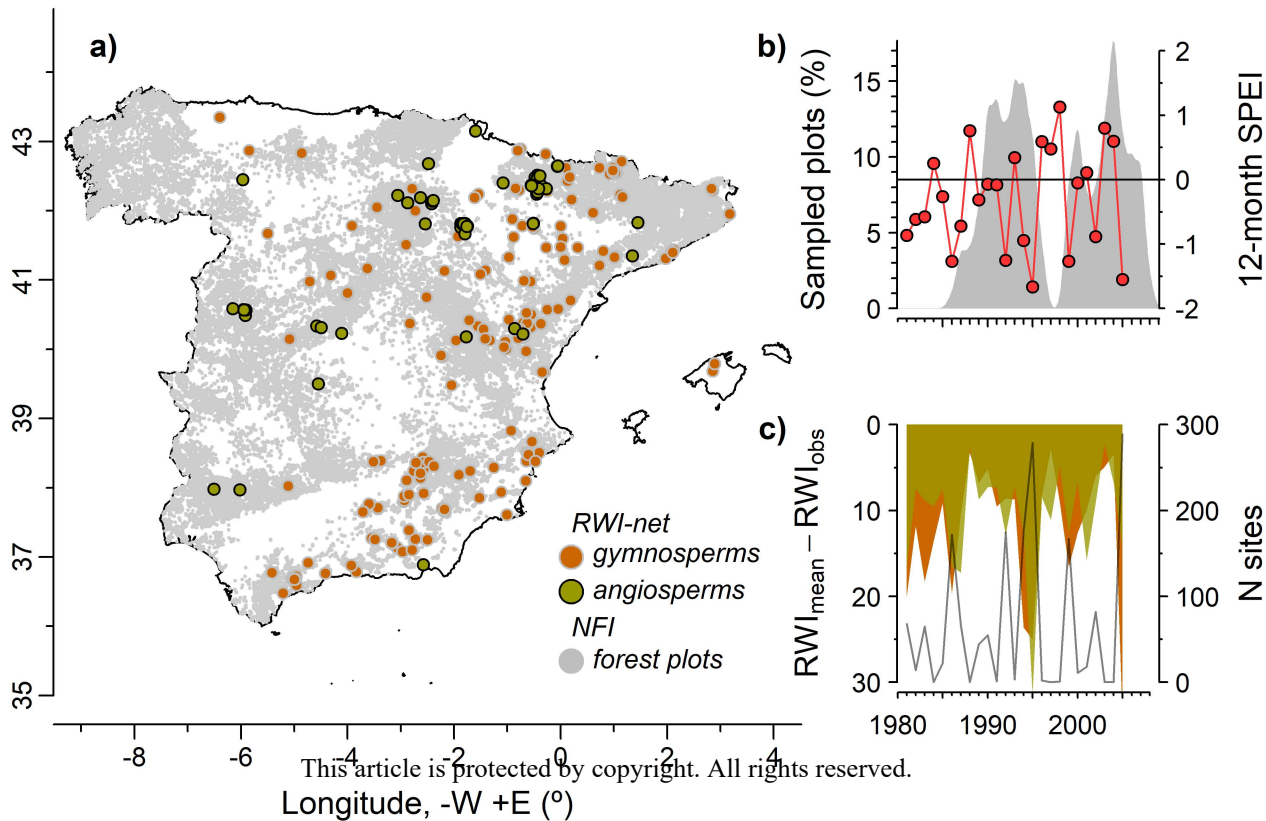 a)
43
41
39
37
35
-8
-6
-4
-2
0
2
4
Longitude, -W +E (º)
RWI-net
gymnosperms
angiosperms
NFI
forest plots
b)
Sampled plots (%)
15
10
5
0
2
1
0
-1
-2
12-month SPEI
c)
RWImean − RWIobs
0
10
20
30
300
200
100
0
N sites
1980
1990
2000
This article is protected by copyright. All rights reserved.